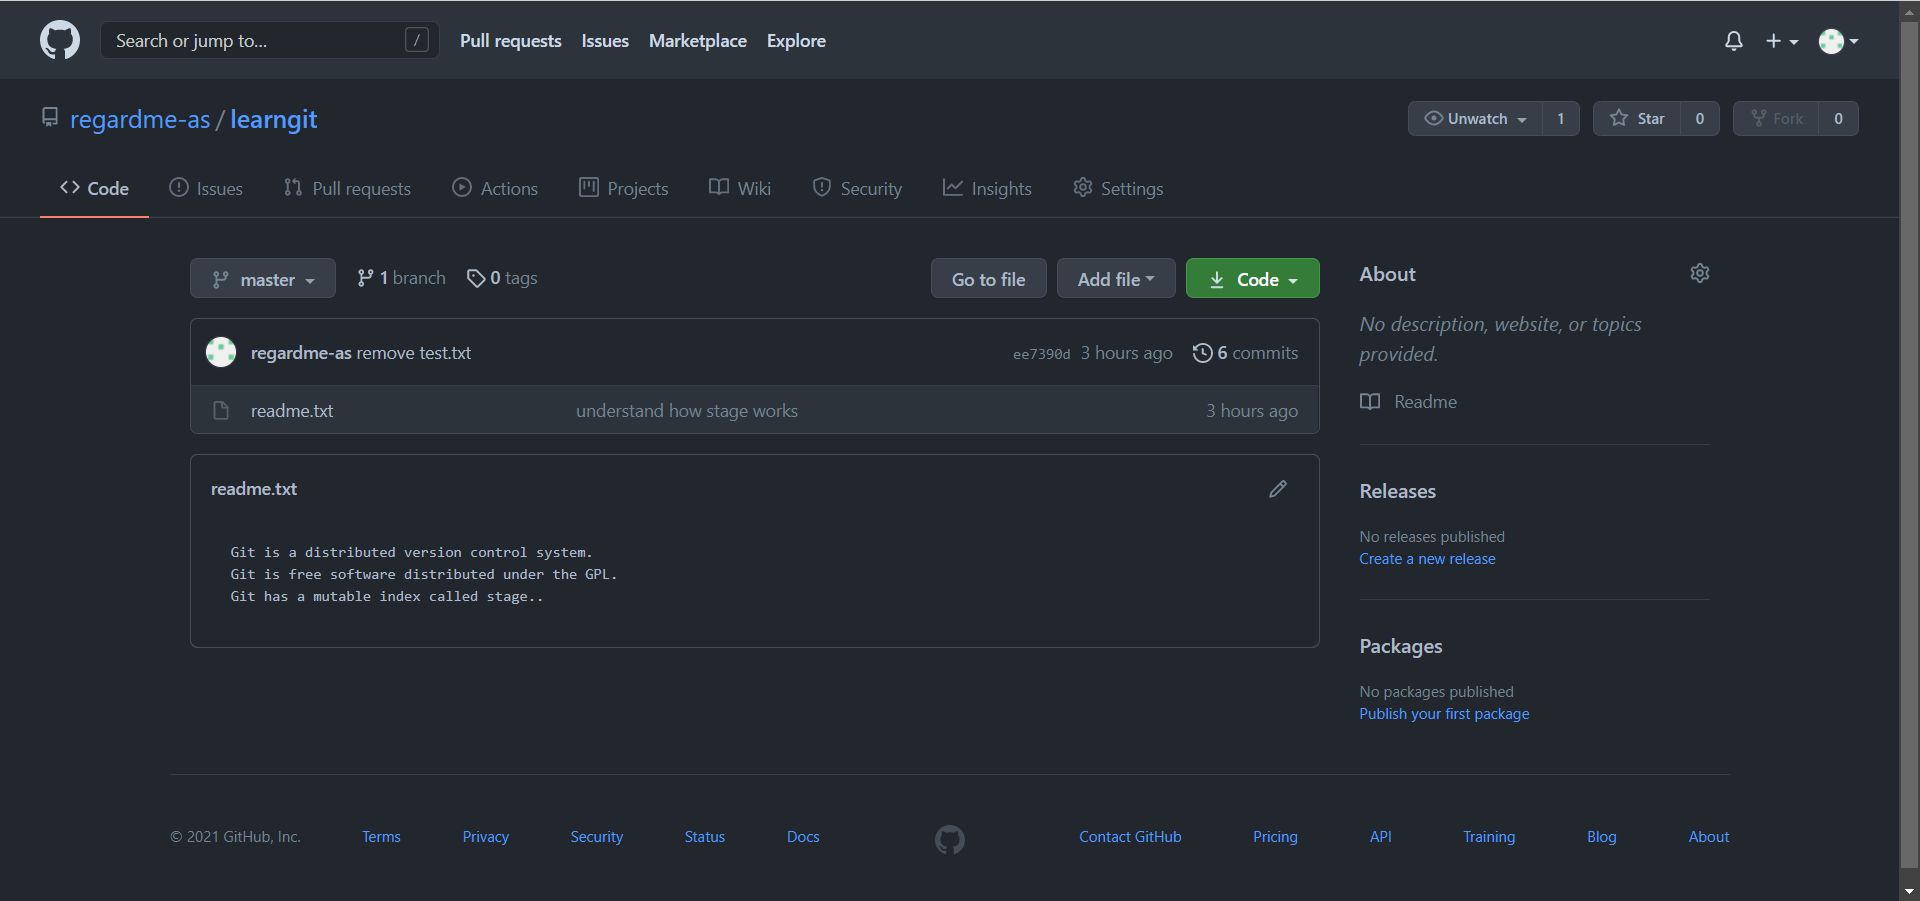 Search or jump to... / Pull requests Issues Marketplace Explore
regardme-as / learngit Unwatch 1 Star 0 Fork 0
Code Issues Pull requests Actions Projects Wiki Security Insights Settings
master 1 branch 0 tags Go to file Add file Code
regardme-as remove test.txt ee7390d 3 hours ago 6 commits
readme.txt understand how stage works 3 hours ago
readme.txt
Git is a distributed version control system.
Git is free software distributed under the GPL.
Git has a mutable index called stage..
About
No description, website, or topics
provided.
Readme
Releases
No releases published
Create a new release
Packages
No packages published
Publish your first package
© 2021 GitHub, Inc. Terms Privacy Security Status Docs Contact GitHub Pricing API Training Blog About